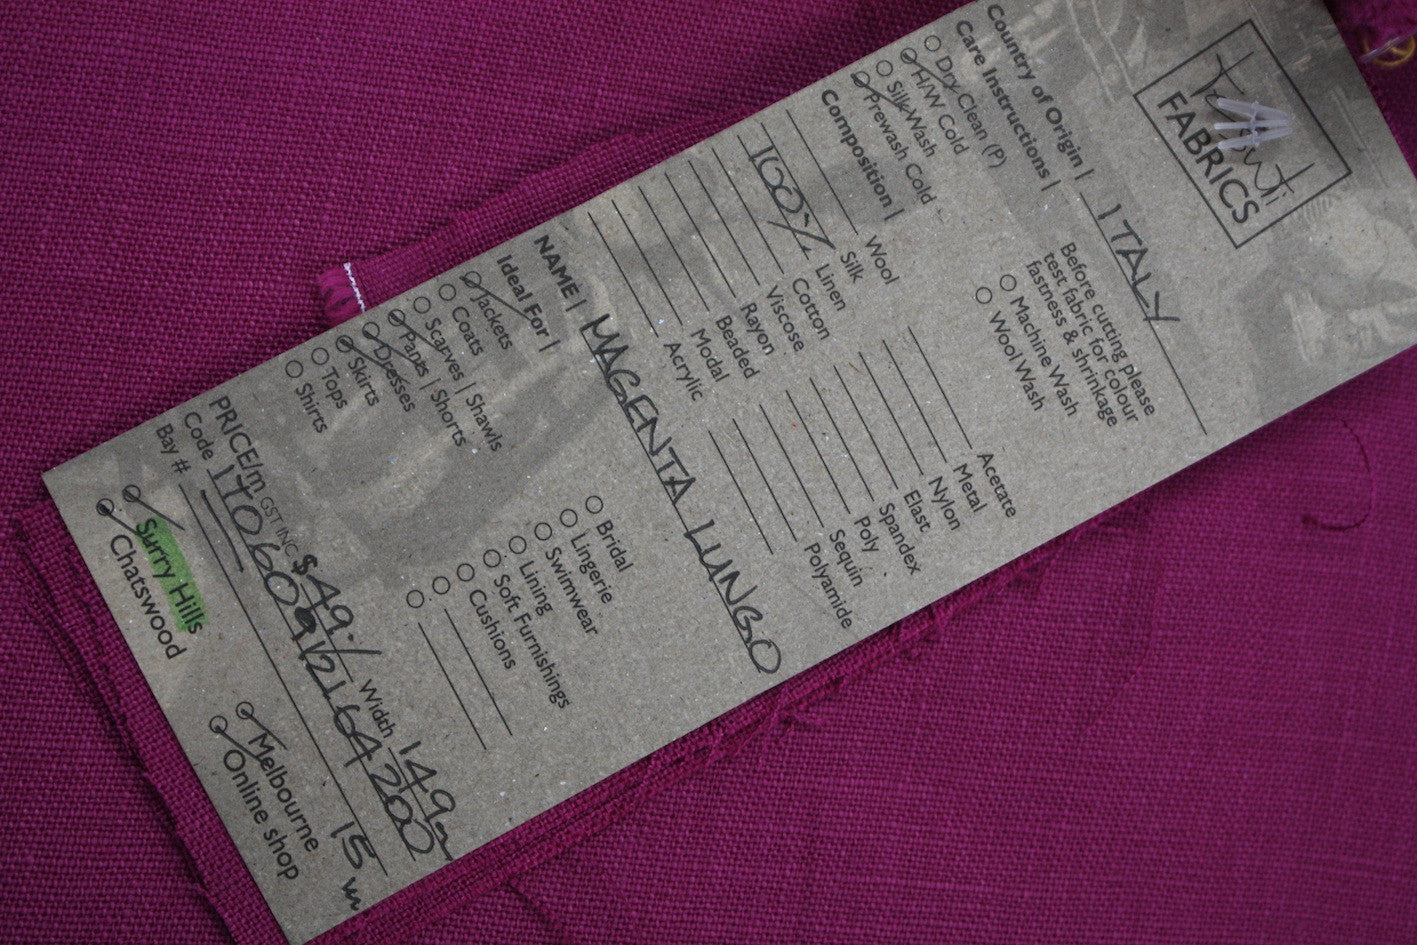 Tessuti
FABRICS
Country of Origin | ITALY
Care Instructions |
Before cutting please
test fabric for colour
fastness & shrinkage
Dry Clean (P)
H/W Cold
Silk Wash
Prewash Cold
Machine Wash
Wool Wash
Composition |
Wool
Silk
100% Linen
Cotton
Viscose
Rayon
Beaded
Modal
Acrylic
Acetate
Metal
Nylon
Elast
Spandex
Poly
Sequin
Polyamide
NAME | MAGENTA LUNGO
Ideal For |
Jackets
Coats
Scarves | Shawls
Pants | Shorts
Dresses
Skirts
Tops
Shirts
Bridal
Lingerie
Swimwear
Lining
Soft Furnishings
Cushions
PRICE/m GST INC $49./ Width 149
Code ITO60912164200
Bay # 15 m
Surry Hills
Chatswood
Melbourne
Online shop